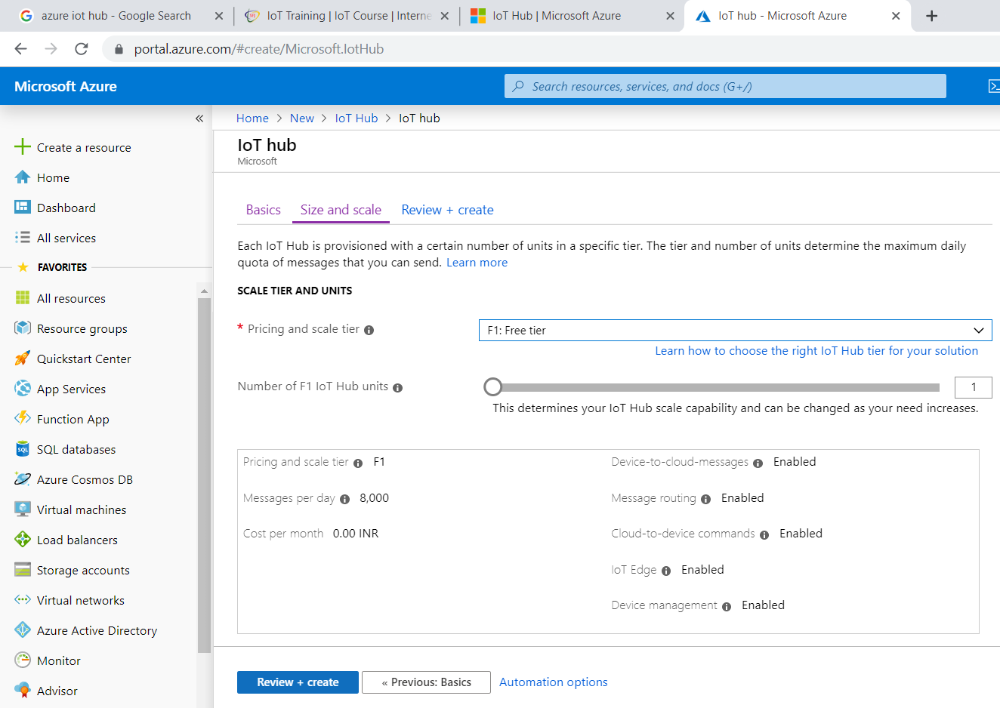 azure iot hub - Google Search
IoT Training | IoT Course | Interne
IoT Hub | Microsoft Azure
IoT hub - Microsoft Azure
portal.azure.com/#create/Microsoft.IotHub
Microsoft Azure
Search resources, services, and docs (G+/)
Create a resource
Home
Dashboard
All services
FAVORITES
All resources
Resource groups
Quickstart Center
App Services
Function App
SQL databases
Azure Cosmos DB
Virtual machines
Load balancers
Storage accounts
Virtual networks
Azure Active Directory
Monitor
Advisor
Home > New > IoT Hub > IoT hub
IoT hub
Microsoft
Basics Size and scale Review + create
Each IoT Hub is provisioned with a certain number of units in a specific tier. The tier and number of units determine the maximum daily
quota of messages that you can send. Learn more
SCALE TIER AND UNITS
* Pricing and scale tier F1: Free tier
Learn how to choose the right IoT Hub tier for your solution
Number of F1 IoT Hub units 1
This determines your IoT Hub scale capability and can be changed as your need increases.
Pricing and scale tier F1
Messages per day 8,000
Cost per month 0.00 INR
Device-to-cloud-messages Enabled
Message routing Enabled
Cloud-to-device commands Enabled
IoT Edge Enabled
Device management Enabled
Review + create « Previous: Basics Automation options